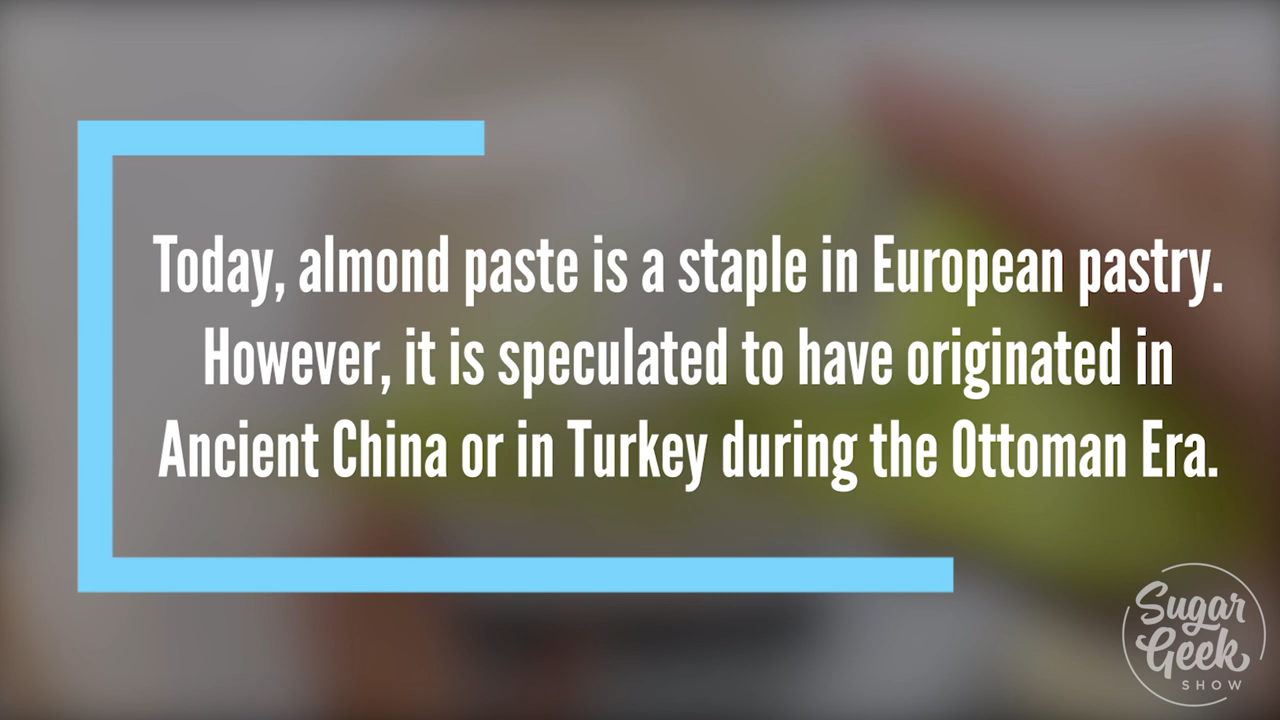 Today, almond paste is a staple in European pastry.
However, it is speculated to have originated in
Ancient China or in Turkey during the Ottoman Era.
Sugar
Geek
SHOW